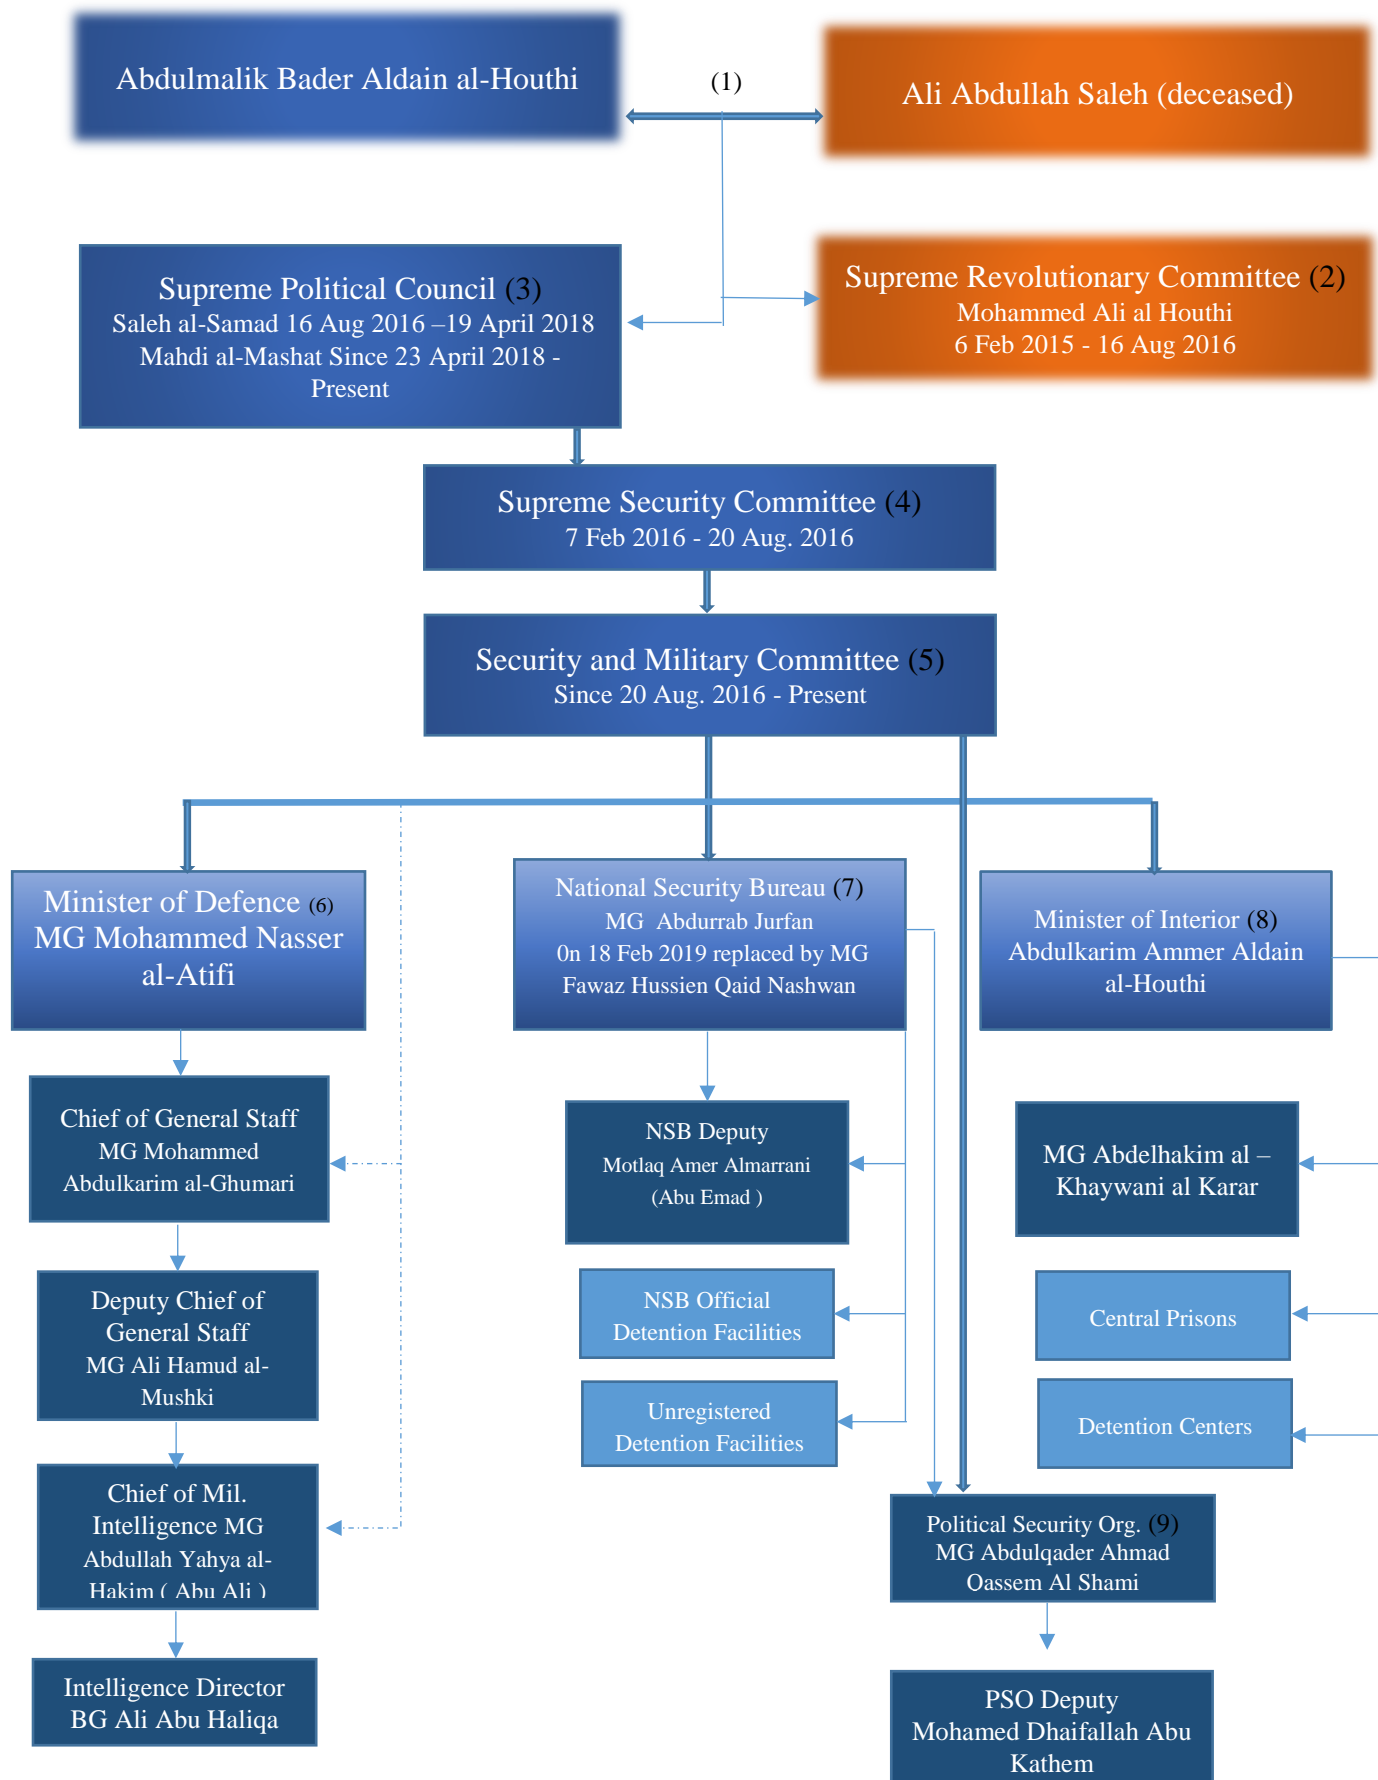 Abdulmalik Bader Aldain al-Houthi
(1)
Ali Abdullah Saleh (deceased)
Supreme Political Council (3)
Saleh al-Samad 16 Aug 2016 –19 April 2018
Mahdi al-Mashat Since 23 April 2018 -
Present
Supreme Revolutionary Committee (2)
Mohammed Ali al Houthi
6 Feb 2015 - 16 Aug 2016
Supreme Security Committee (4)
7 Feb 2016 - 20 Aug. 2016
Security and Military Committee (5)
Since 20 Aug. 2016 - Present
Minister of Defence (6)
MG Mohammed Nasser
al-Atifi
National Security Bureau (7)
MG Abdurrab Jurfan
0n 18 Feb 2019 replaced by MG
Fawaz Hussien Qaid Nashwan
Minister of Interior (8)
Abdulkarim Ammer Aldain
al-Houthi
Chief of General Staff
MG Mohammed
Abdulkarim al-Ghumari
NSB Deputy
Motlaq Amer Almarrani
(Abu Emad )
MG Abdelhakim al –
Khaywani al Karar
Deputy Chief of
General Staff
MG Ali Hamud al-
Mushki
NSB Official
Detention Facilities
Central Prisons
Unregistered
Detention Facilities
Detention Centers
Chief of Mil.
Intelligence MG
Abdullah Yahya al-
Hakim ( Abu Ali )
Political Security Org. (9)
MG Abdulqader Ahmad
Qassem Al Shami
Intelligence Director
BG Ali Abu Haliqa
PSO Deputy
Mohamed Dhaifallah Abu
Kathem